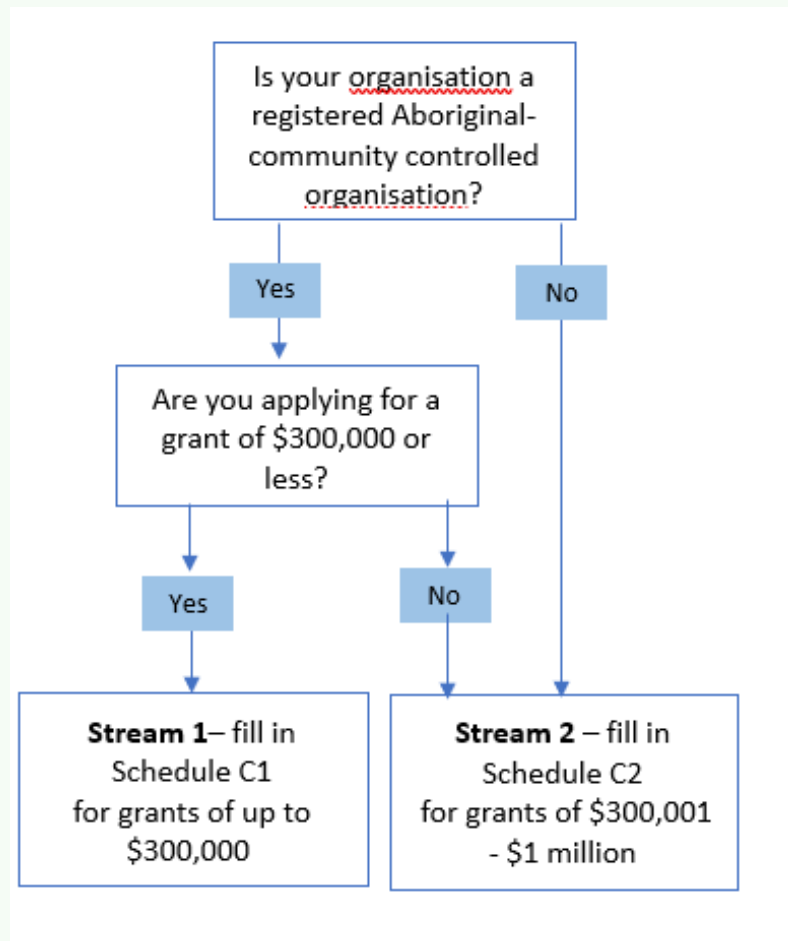 Is your organisation a
registered Aboriginal-
community controlled
organisation?
Yes
No
Are you applying for a
grant of $300,000 or
less?
Yes
No
Stream 1– fill in
Schedule C1
for grants of up to
$300,000
Stream 2 – fill in
Schedule C2
for grants of $300,001
- $1 million